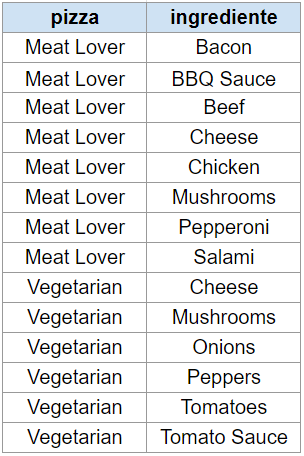 pizza ingrediente
Meat Lover Bacon
Meat Lover BBQ Sauce
Meat Lover Beef
Meat Lover Cheese
Meat Lover Chicken
Meat Lover Mushrooms
Meat Lover Pepperoni
Meat Lover Salami
Vegetarian Cheese
Vegetarian Mushrooms
Vegetarian Onions
Vegetarian Peppers
Vegetarian Tomatoes
Vegetarian Tomato Sauce